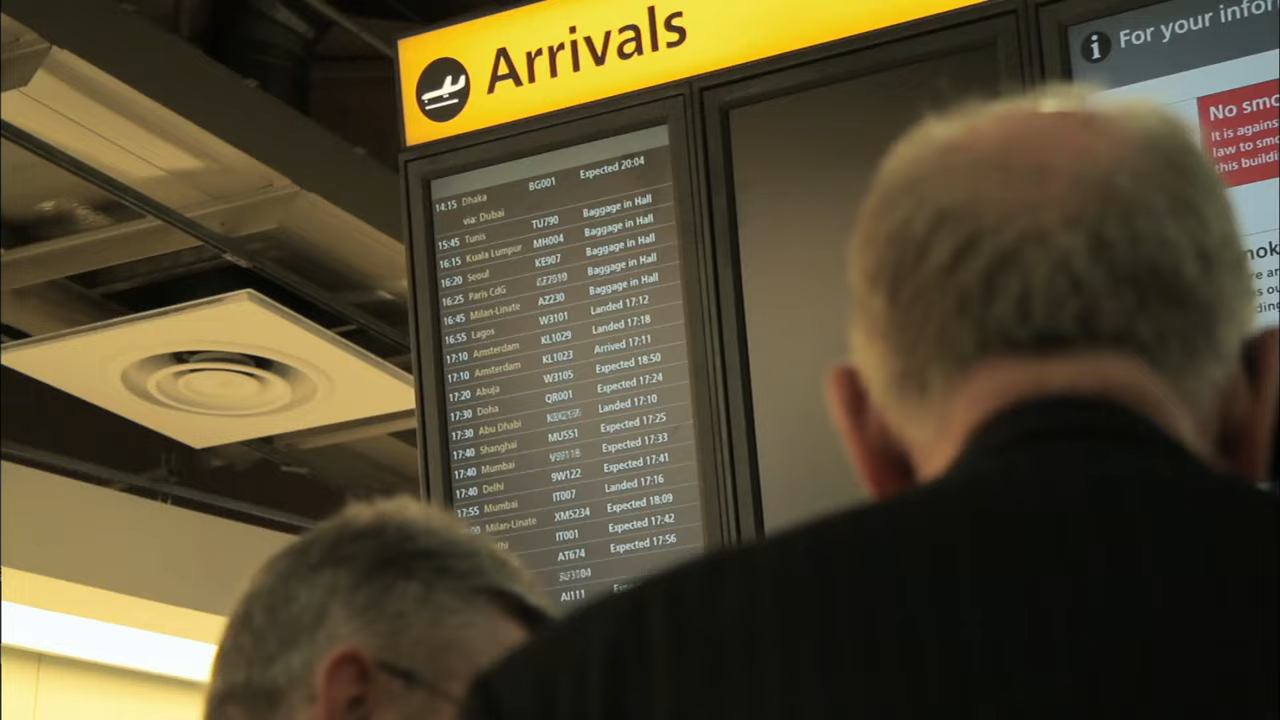 Arrivals
14:15 Dhaka BG001 Expected 20:04
via: Dubai
15:45 Tunis TU790 Baggage in Hall
16:15 Kuala Lumpur MH004 Baggage in Hall
16:20 Seoul KE907 Baggage in Hall
16:25 Paris CdG Baggage in Hall
16:45 Milan-Linate AZ230 Baggage in Hall
16:55 Lagos W3101 Landed 17:12
17:10 Amsterdam KL1029 Landed 17:18
17:10 Amsterdam KL1023 Arrived 17:11
17:20 Abuja W3105 Expected 18:50
17:30 Doha QR001 Expected 17:24
17:30 Abu Dhabi Landed 17:10
17:40 Shanghai MU551 Expected 17:25
17:40 Mumbai Expected 17:33
17:40 Delhi 9W122 Expected 17:41
17:55 Mumbai IT007 Landed 17:16
Milan-Linate XM5234 Expected 18:09
IT001 Expected 17:42
AT674 Expected 17:56
AI111
i For your infor
No smo
It is agains
law to smo
this buildi